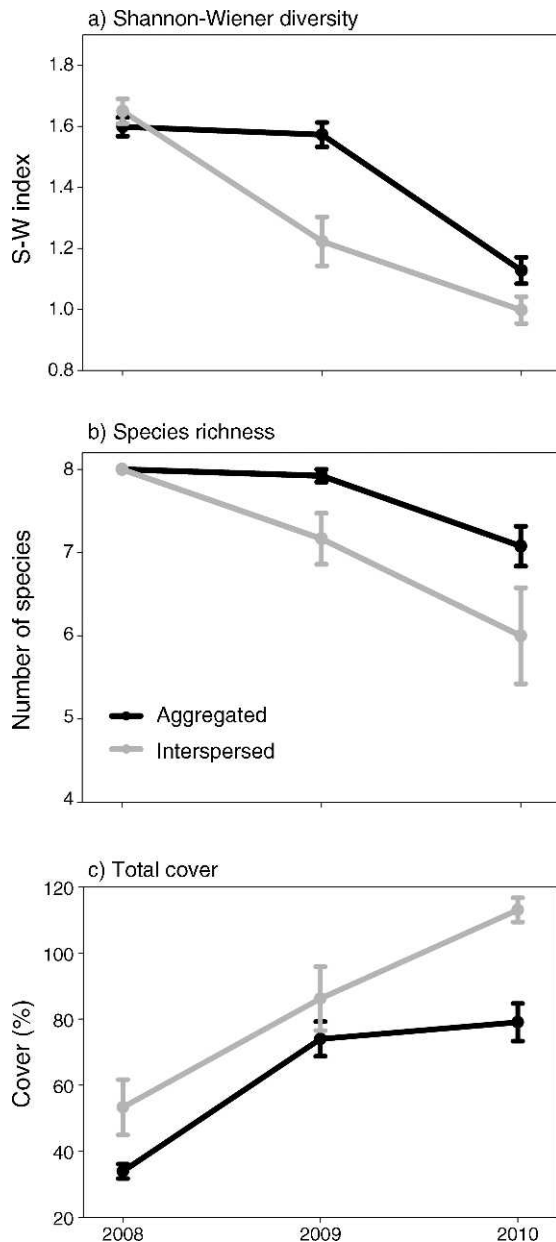 a) Shannon-Wiener diversity
S-W index
1.8
1.6
1.4
1.2
1.0
0.8
b) Species richness
Number of species
8
7
6
5
4
Aggregated
Interspersed
c) Total cover
Cover (%)
120
100
80
60
40
20
2008 2009 2010